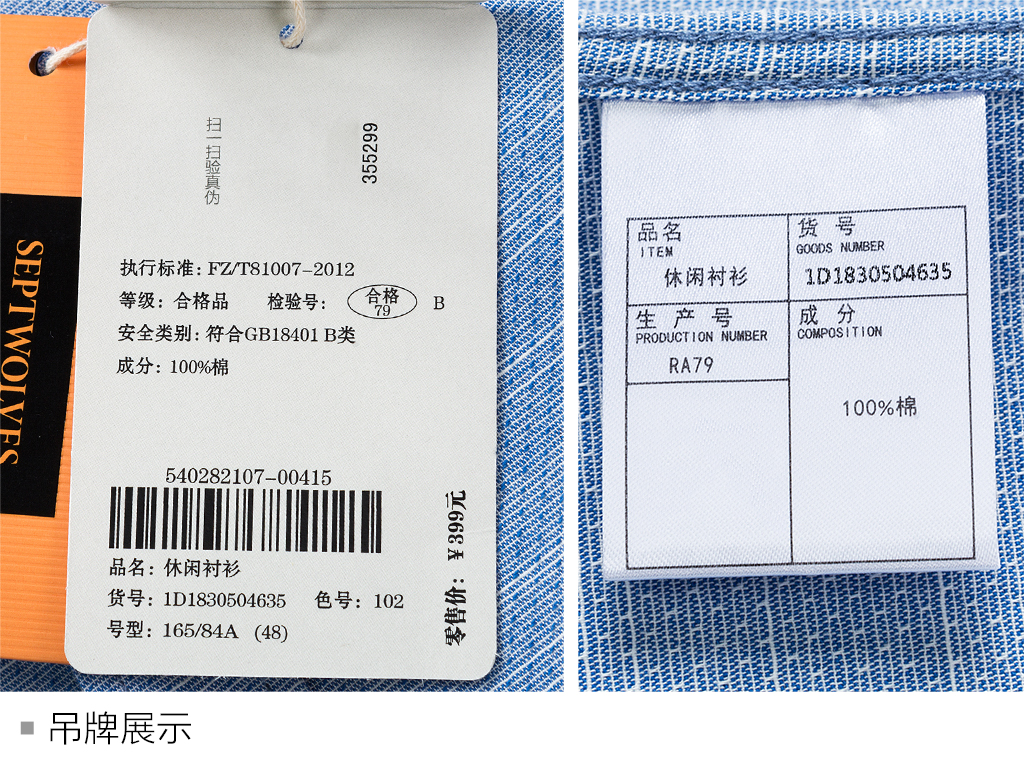 SEPTWOLVES
扫一扫验真伪
355299
执行标准: FZ/T81007-2012
等级: 合格品 检验号: 合格 79 B
安全类别: 符合GB18401 B类
成分: 100%棉
540282107-00415
品名: 休闲衬衫
货号: 1D1830504635 色号: 102
号型: 165/84A (48)
零售价: ¥399元
品名
ITEM
休闲衬衫
货号
GOODS NUMBER
1D1830504635
生产号
PRODUCTION NUMBER
RA79
成分
COMPOSITION
100%棉
吊牌展示